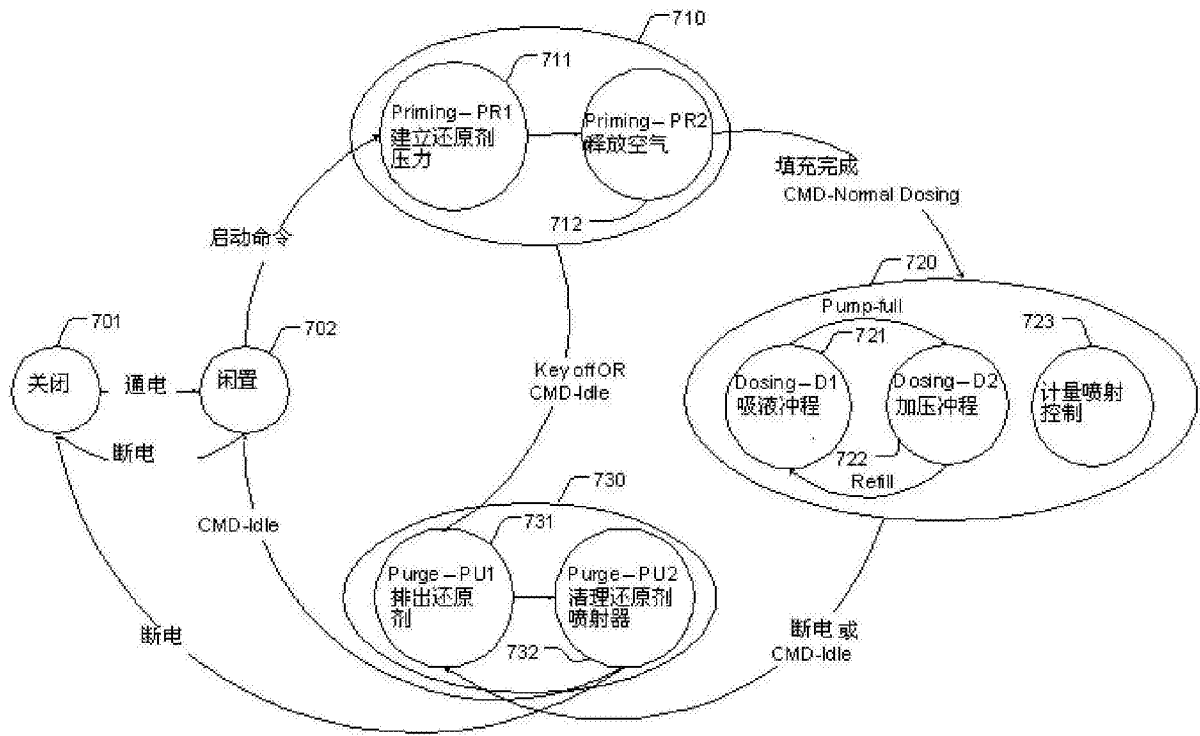 710
711
Priming—PR1
建立还原剂
压力
Priming—PR2
释放空气
712
填充完成
CMD-Normal Dosing
启动命令
720
Pump-full
701
702
721
723
关闭
通电
闲置
Key off OR
CMD-Idle
Dosing—D1
吸液冲程
Dosing—D2
加压冲程
计量喷射
控制
断电
722
Refill
730
CMD-Idle
731
Purge—PU1
排出还原
剂
Purge—PU2
清理还原剂
喷射器
732
断电
断电 或
CMD-Idle